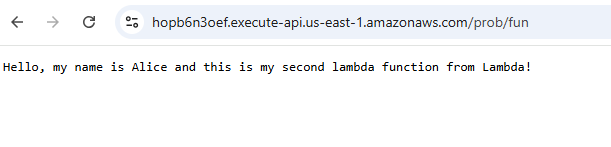 hopb6n3oef.execute-api.us-east-1.amazonaws.com/prob/fun
Hello, my name is Alice and this is my second lambda function from Lambda!